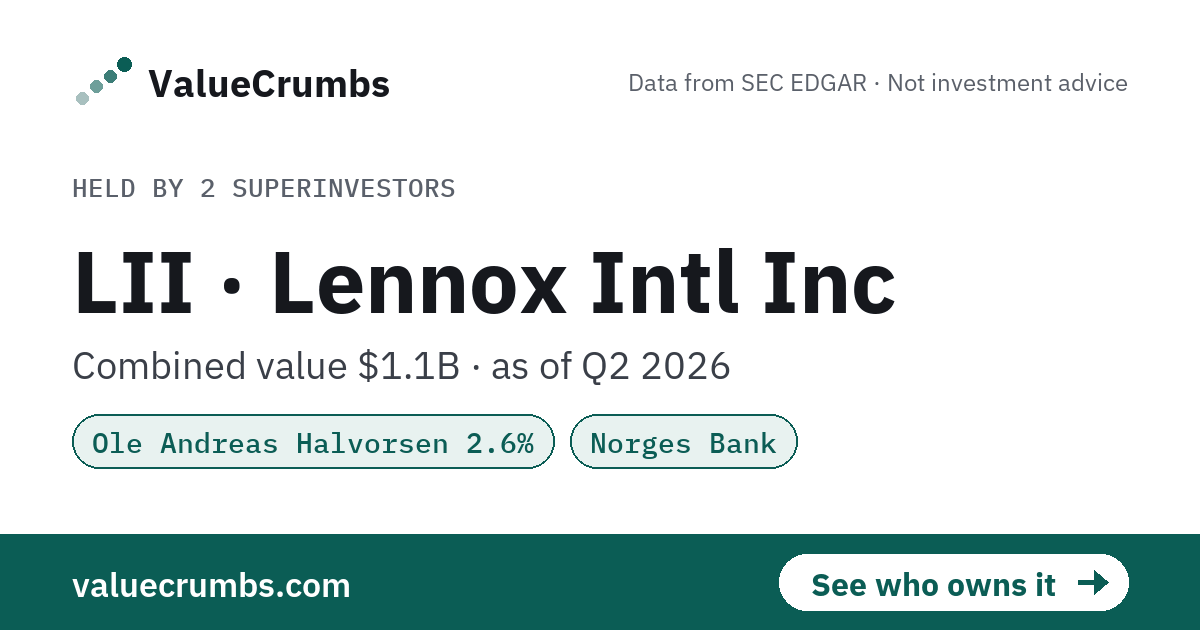 ValueCrumbs
Data from SEC EDGAR · Not investment advice
HELD BY 2 SUPERINVESTORS
LII · Lennox Intl Inc
Combined value $1.1B · as of Q2 2026
Ole Andreas Halvorsen 2.6%
Norges Bank
valuecrumbs.com
See who owns it →